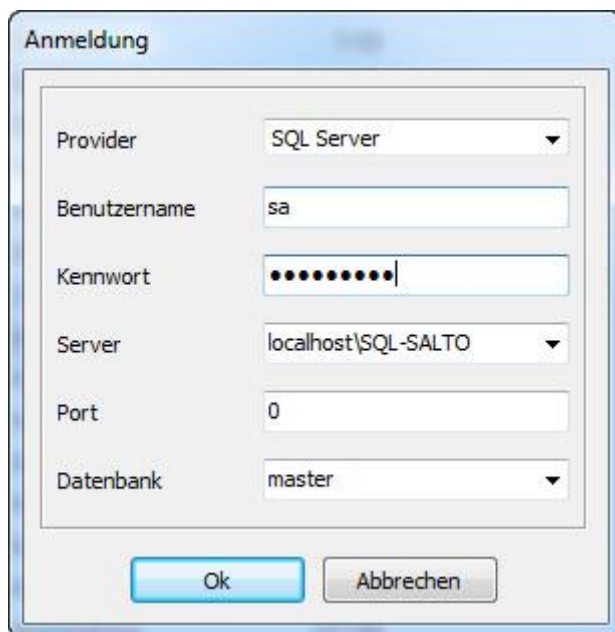 Anmeldung
Provider SQL Server
Benutzername sa
Kennwort ●●●●●●●●●
Server localhost\SQL-SALTO
Port 0
Datenbank master
Ok Abbrechen